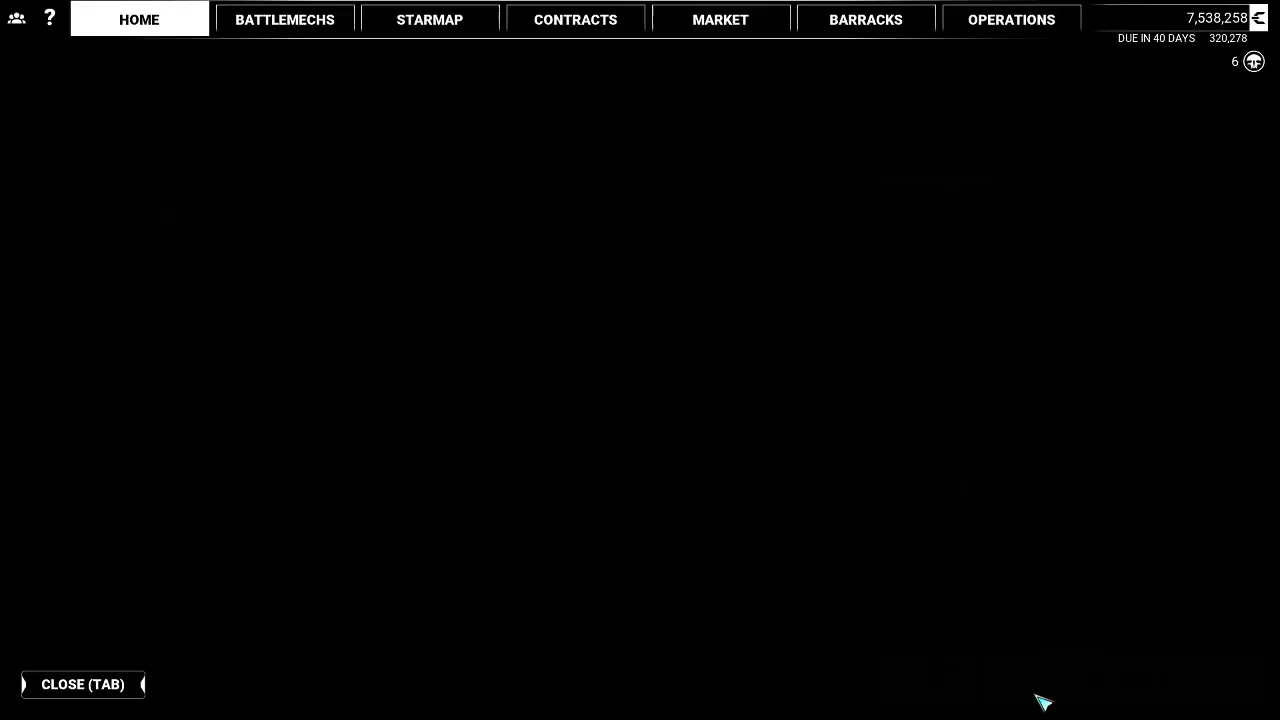 ? HOME BATTLEMECHS STARMAP CONTRACTS MARKET BARRACKS OPERATIONS 7,538,258
DUE IN 40 DAYS 320,278
6
CLOSE (TAB)